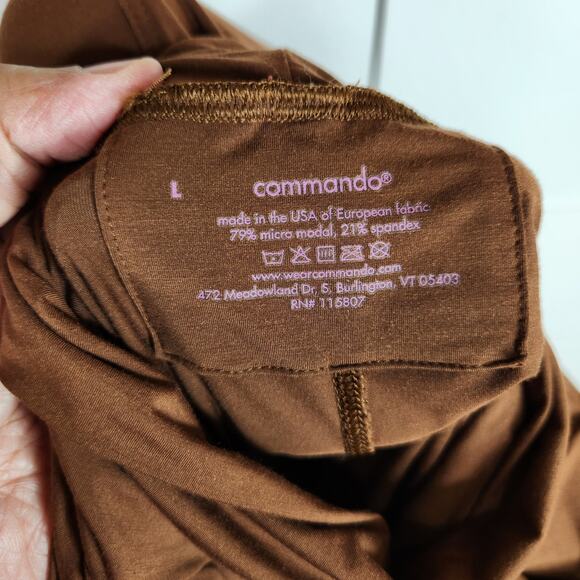 L
commando®
made in the USA of European fabric
79% micro modal, 21% spandex
www.wearcommando.com
472 Meadowland Dr, S. Burlington, VT 05403
RN# 115807